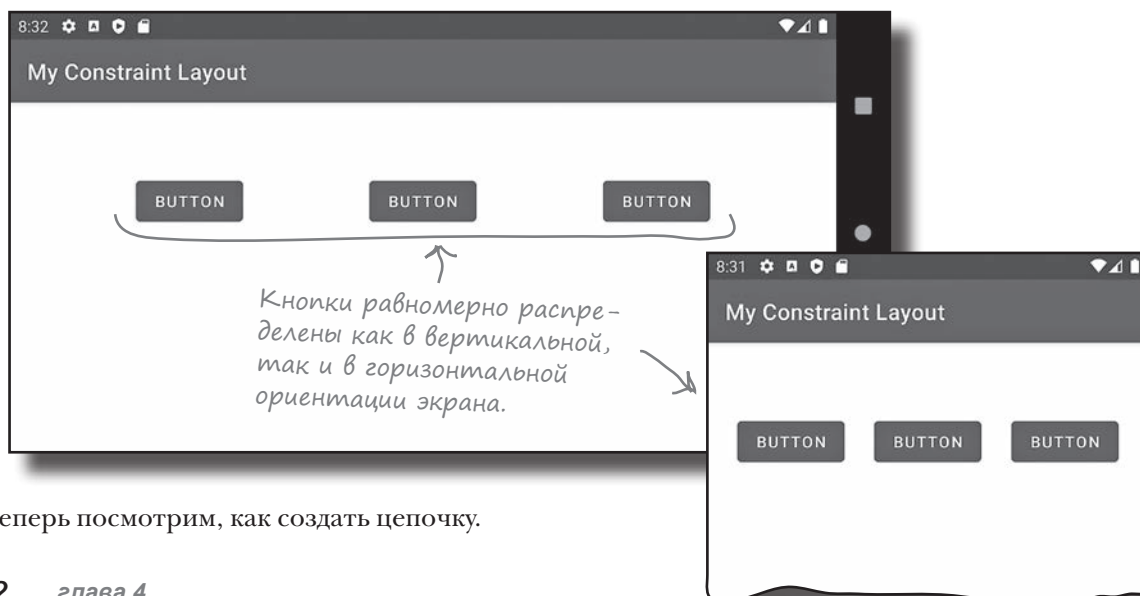 8:32
My Constraint Layout
BUTTON BUTTON BUTTON
Кнопки равномерно распре-
делены как в вертикальной,
так и в горизонтальной
ориентации экрана.
8:31
My Constraint Layout
BUTTON BUTTON BUTTON
еперь посмотрим, как создать цепочку.
2 глава 4